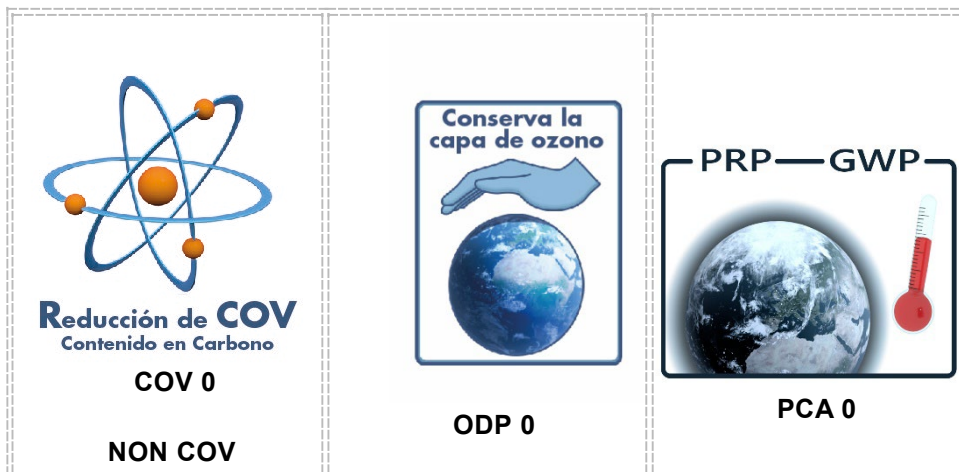 Reducción de COV
Contenido en Carbono
COV 0
NON COV
Conserva la
capa de ozono
ODP 0
PRP GWP
PCA 0